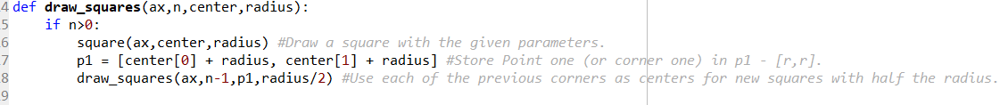 4 def draw_squares(ax,n,center,radius):
5 if n>0:
6 square(ax,center,radius) #Draw a square with the given parameters.
7 p1 = [center[0] + radius, center[1] + radius] #Store Point one (or corner one) in p1 - [r,r].
8 draw_squares(ax,n-1,p1,radius/2) #Use each of the previous corners as centers for new squares with half the radius.
9